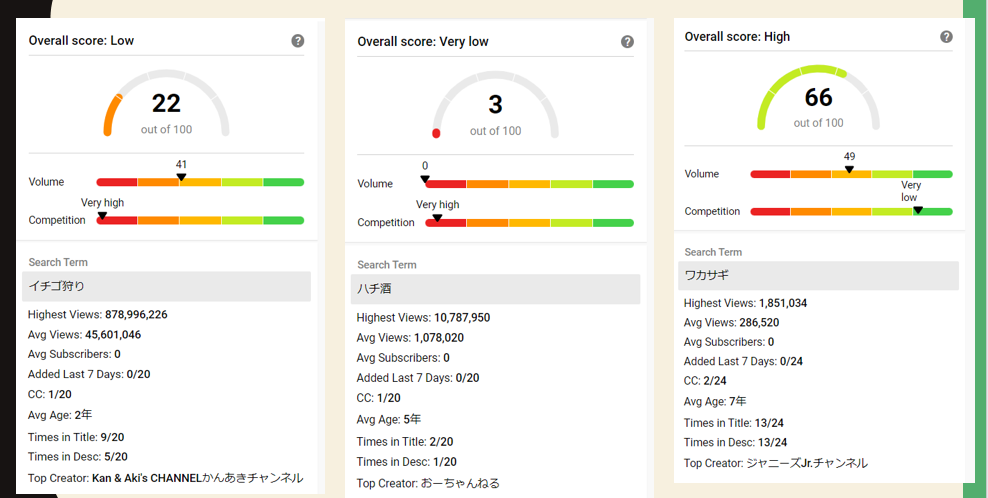 Overall score: Low
22
out of 100
41
Volume
Very high
Competition
Search Term
イチゴ狩り
Highest Views: 878,996,226
Avg Views: 45,601,046
Avg Subscribers: 0
Added Last 7 Days: 0/20
CC: 1/20
Avg Age: 2年
Times in Title: 9/20
Times in Desc: 5/20
Top Creator: Kan & Aki's CHANNELかんあきチャンネル
Overall score: Very low
3
out of 100
0
Volume
Very high
Competition
Search Term
ハチ酒
Highest Views: 10,787,950
Avg Views: 1,078,020
Avg Subscribers: 0
Added Last 7 Days: 0/20
CC: 1/20
Avg Age: 5年
Times in Title: 2/20
Times in Desc: 1/20
Top Creator: おーちゃんねる
Overall score: High
66
out of 100
49
Volume
Very
low
Competition
Search Term
ワカサギ
Highest Views: 1,851,034
Avg Views: 286,520
Avg Subscribers: 0
Added Last 7 Days: 0/24
CC: 2/24
Avg Age: 7年
Times in Title: 13/24
Times in Desc: 13/24
Top Creator: ジャニーズJr.チャンネル